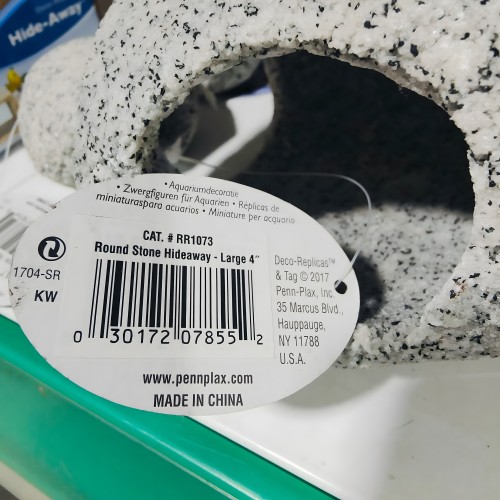 Hide-Away
• Aquariumdecoratie
• Zwergfiguren für Aquarien • Réplicas de
miniaturaspara acuarios • Miniature per acquario
CAT. # RR1073
Round Stone Hideaway - Large 4"
1704-SR
KW
0 30172 07855 2
Deco-Replicas™
& Tag © 2017
Penn-Plax, Inc.
35 Marcus Blvd.,
Hauppauge,
NY 11788
U.S.A.
www.pennplax.com
MADE IN CHINA